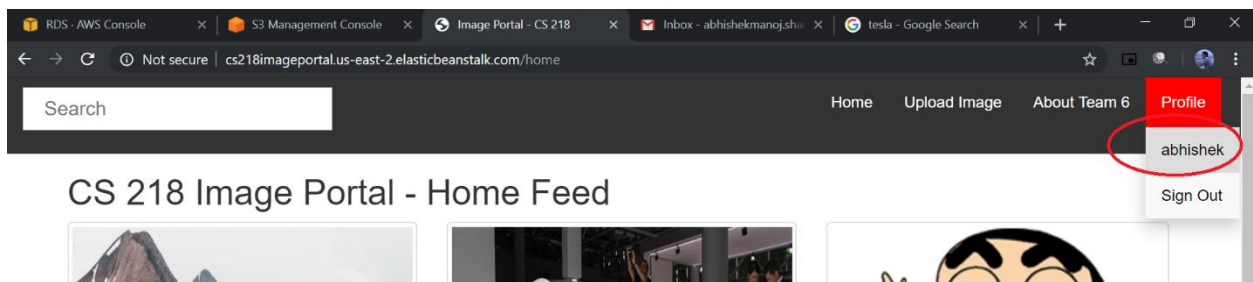 RDS · AWS Console
S3 Management Console
Image Portal - CS 218
Inbox - abhishekmanoj.sha
tesla - Google Search
Not secure | cs218imageportal.us-east-2.elasticbeanstalk.com/home
Search
Home
Upload Image
About Team 6
Profile
abhishek
Sign Out
CS 218 Image Portal - Home Feed